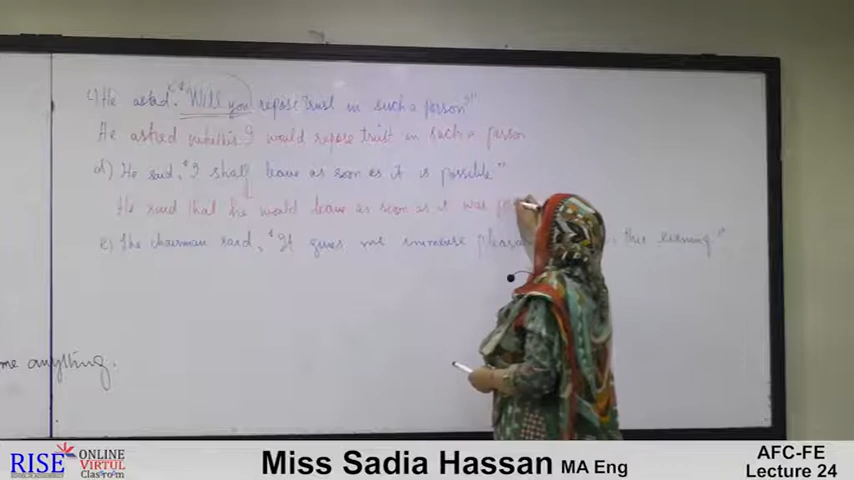 c) He asked, "Will you repose trust in such a person?"
He asked whether I would repose trust in such a person
d) He said, "I shall leave as soon as it is possible"
He said that he would leave as soon as it was
e) The chairman said, "It gives me immense this evening"
me anything.
RISE ONLINE VIRTUL Classroom
Miss Sadia Hassan MA Eng
AFC-FE
Lecture 24